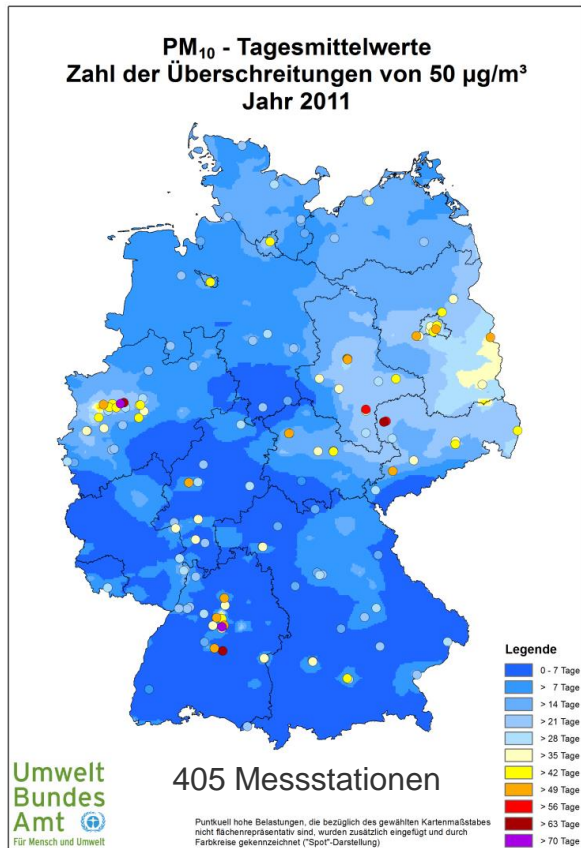 PM₁₀ - Tagesmittelwerte
Zahl der Überschreitungen von 50 µg/m³
Jahr 2011
Legende
0 - 7 Tage
> 7 Tage
> 14 Tage
> 21 Tage
> 28 Tage
> 35 Tage
> 42 Tage
> 49 Tage
> 56 Tage
> 63 Tage
> 70 Tage
405 Messstationen
Umwelt
Bundes
Amt
Für Mensch und Umwelt
Punktuell hohe Belastungen, die bezüglich des gewählten Kartenmaßstabes
nicht flächenrepräsentativ sind, wurden zusätzlich eingefügt und durch
Farbkreise gekennzeichnet ("Spot"-Darstellung)